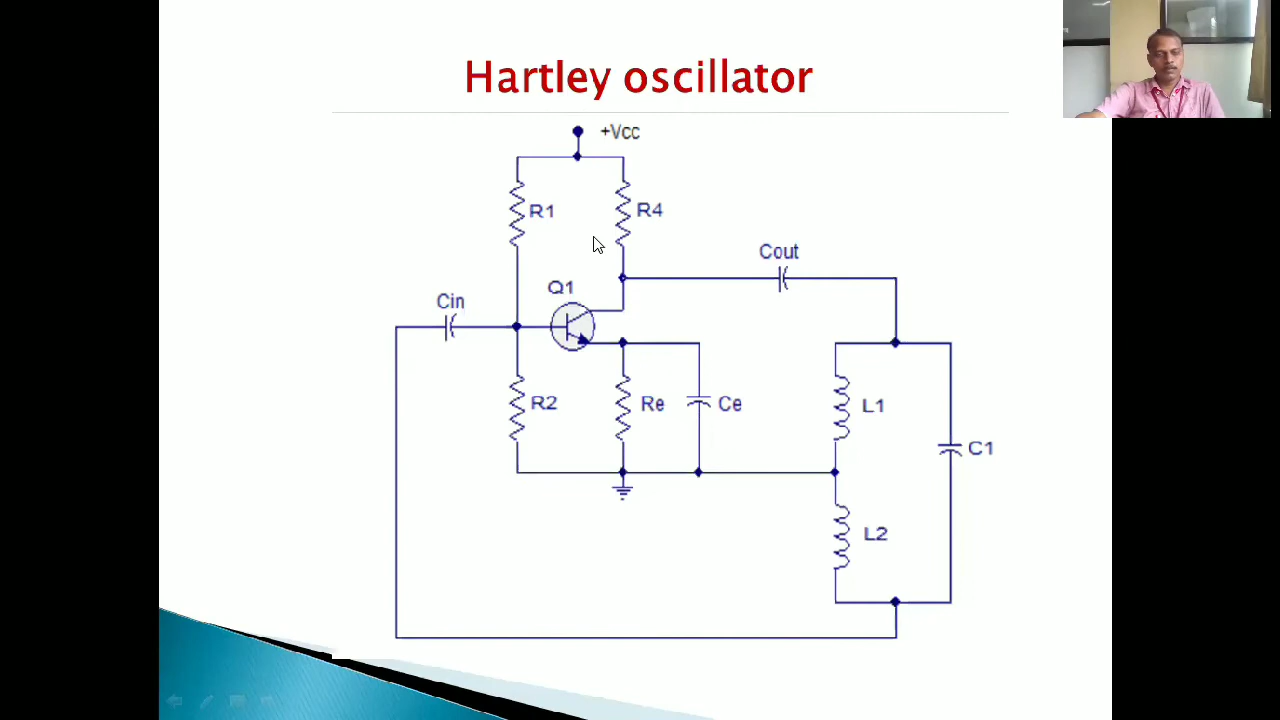 Hartley oscillator
+Vcc
R1
R4
Cout
Q1
Cin
R2
Re
Ce
L1
C1
L2